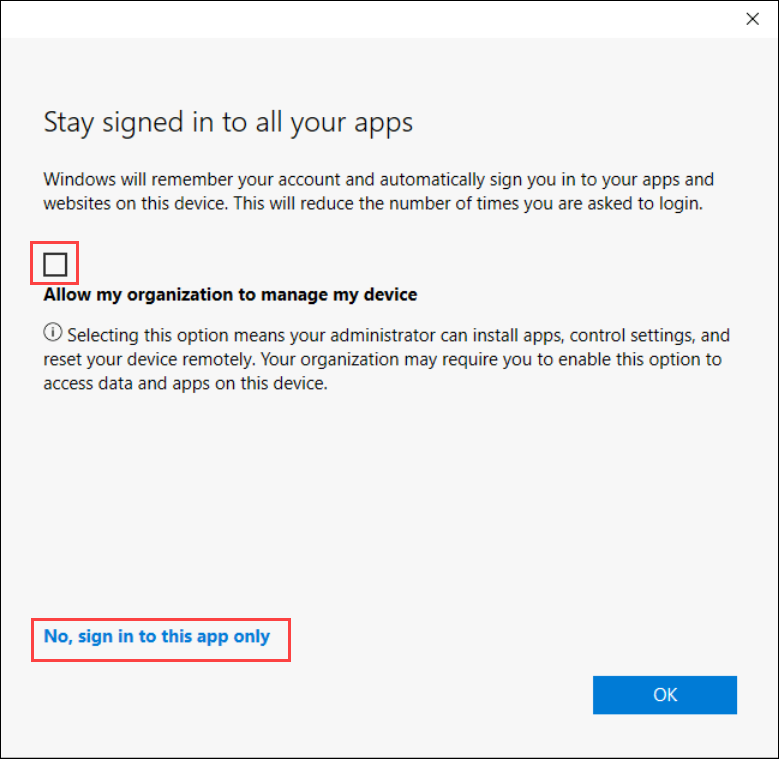 Stay signed in to all your apps
Windows will remember your account and automatically sign you in to your apps and
websites on this device. This will reduce the number of times you are asked to login.
Allow my organization to manage my device
Selecting this option means your administrator can install apps, control settings, and
reset your device remotely. Your organization may require you to enable this option to
access data and apps on this device.
No, sign in to this app only
OK